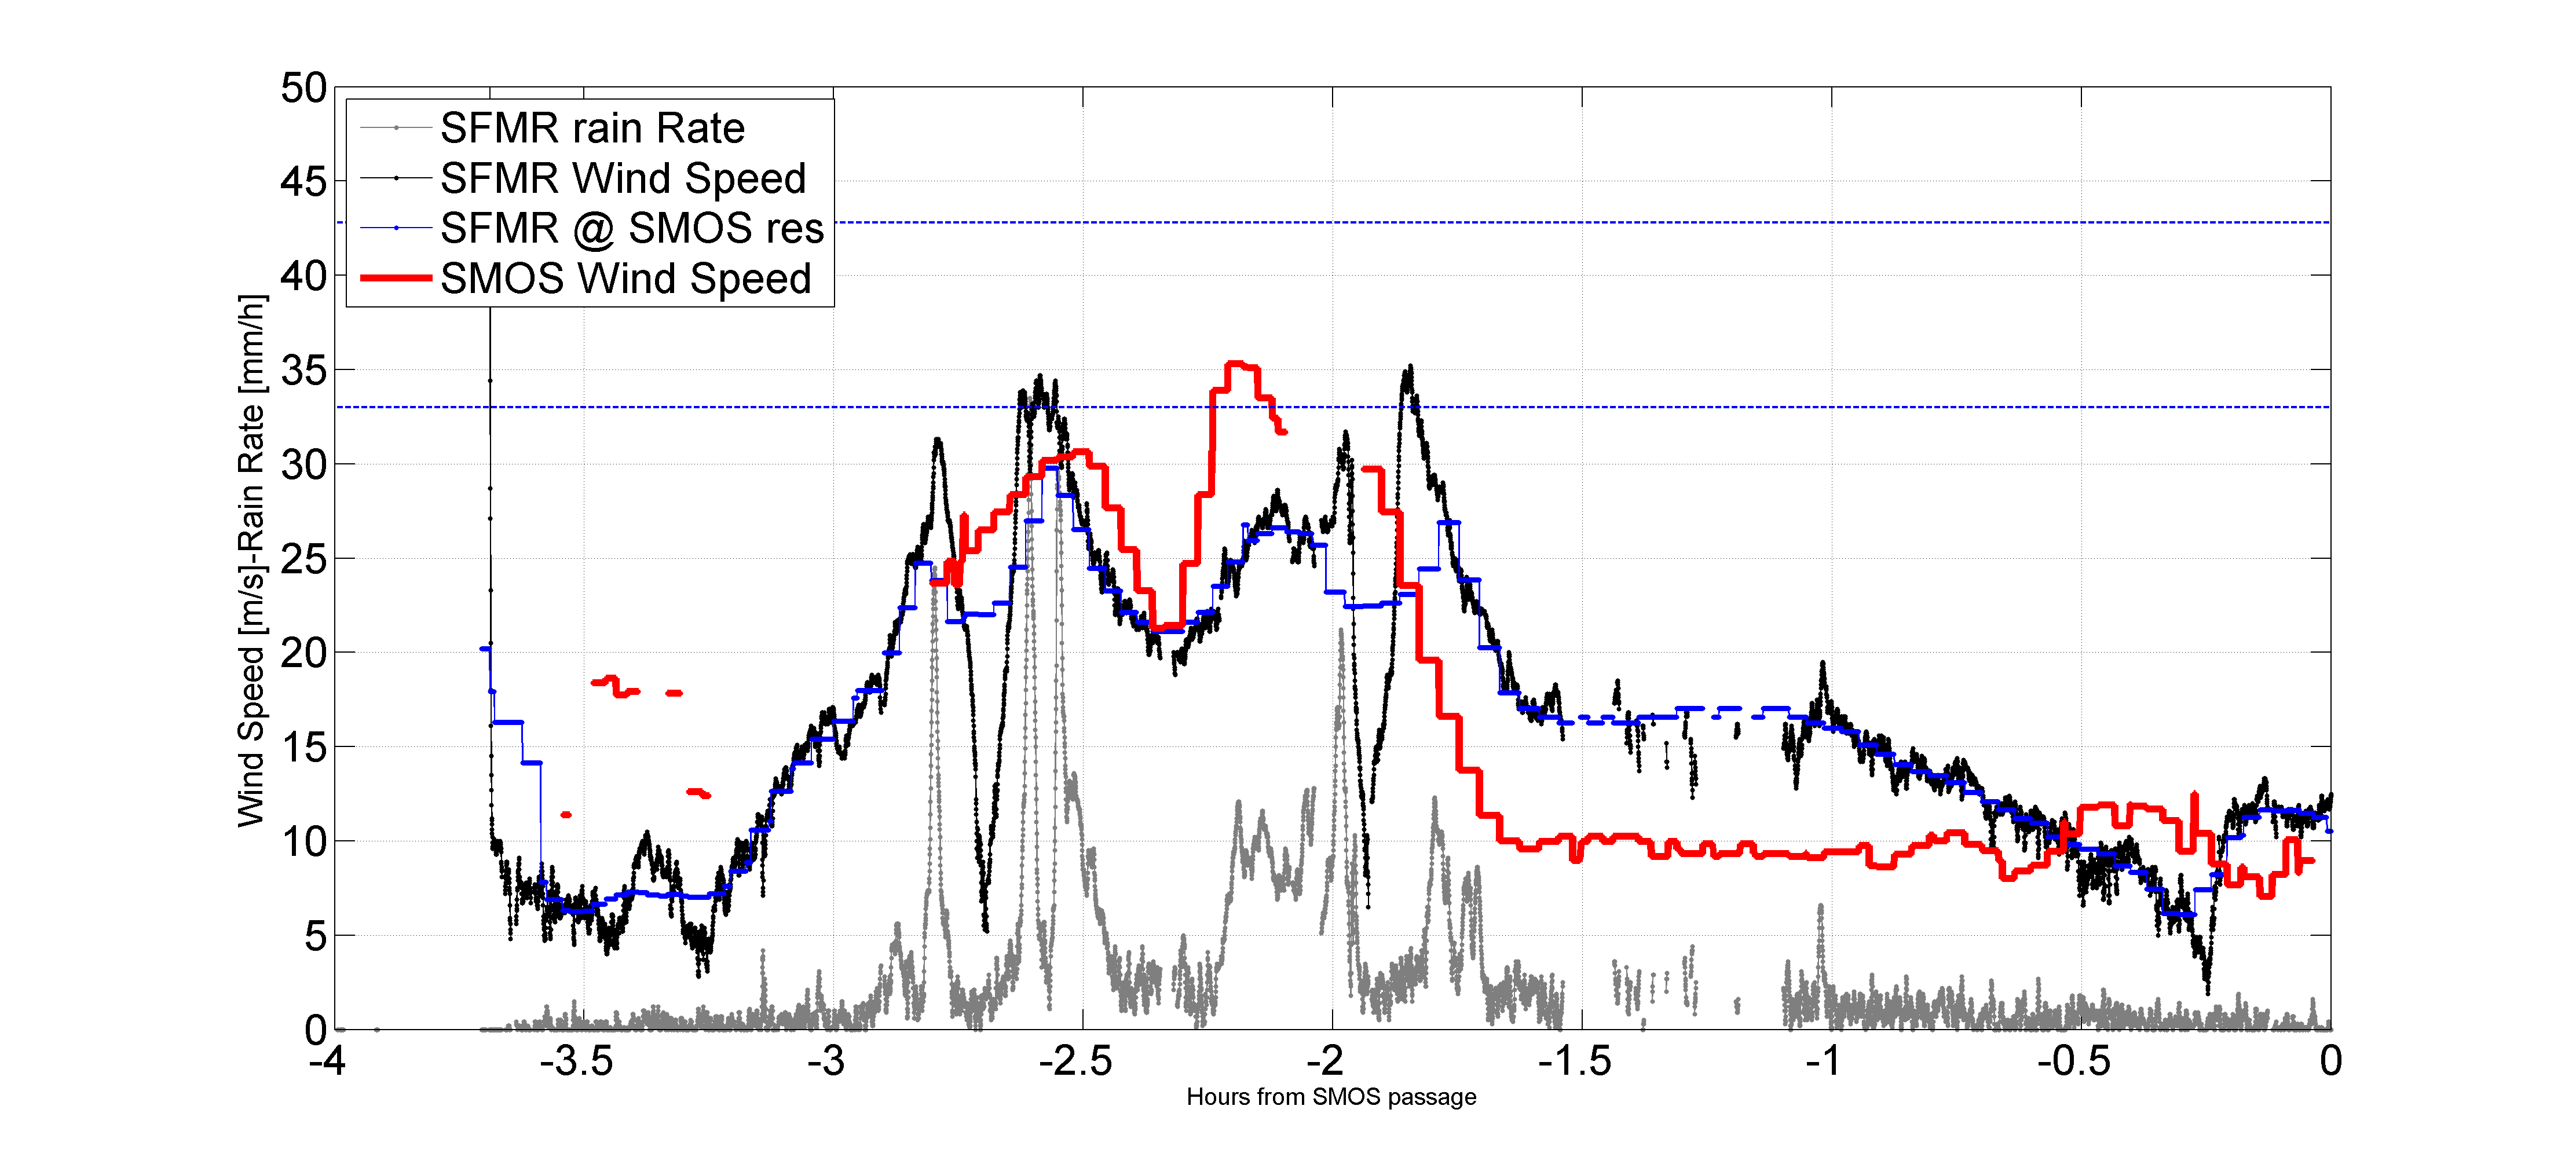 50
45
40
35
30
25
20
15
10
5
0
Wind Speed [m/s]-Rain Rate [mm/h]
SFMR rain Rate
SFMR Wind Speed
SFMR @ SMOS res
SMOS Wind Speed
-4 -3.5 -3 -2.5 -2 -1.5 -1 -0.5 0
Hours from SMOS passage